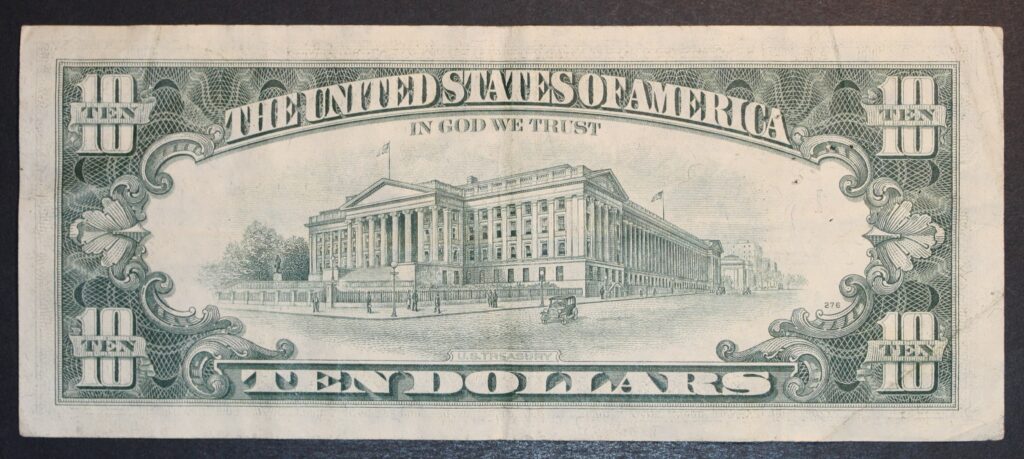 10 10
TEN TEN
10 10
THE UNITED STATES OF AMERICA
IN GOD WE TRUST
276
U.S. TREASURY
10 10
TEN TEN
10 10
TEN DOLLARS